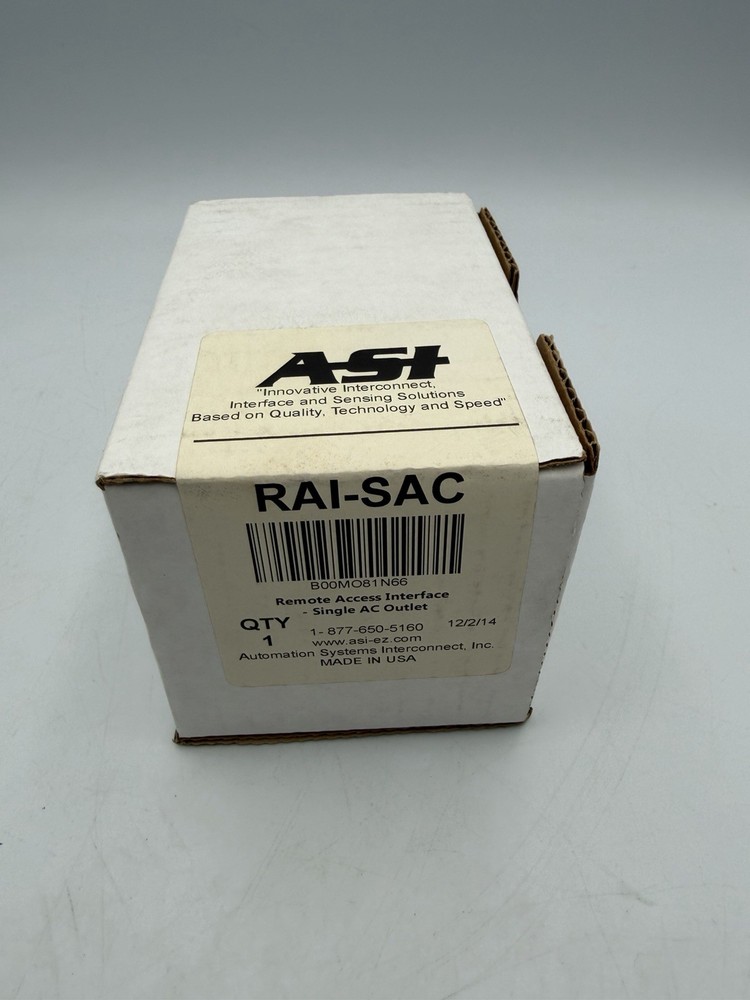 ASI
"Innovative Interconnect,
Interface and Sensing Solutions
Based on Quality, Technology and Speed"
RAI-SAC
B00MO81N66
Remote Access Interface
- Single AC Outlet
QTY 1
1- 877-650-5160 12/2/14
www.asi-ez.com
Automation Systems Interconnect, Inc.
MADE IN USA